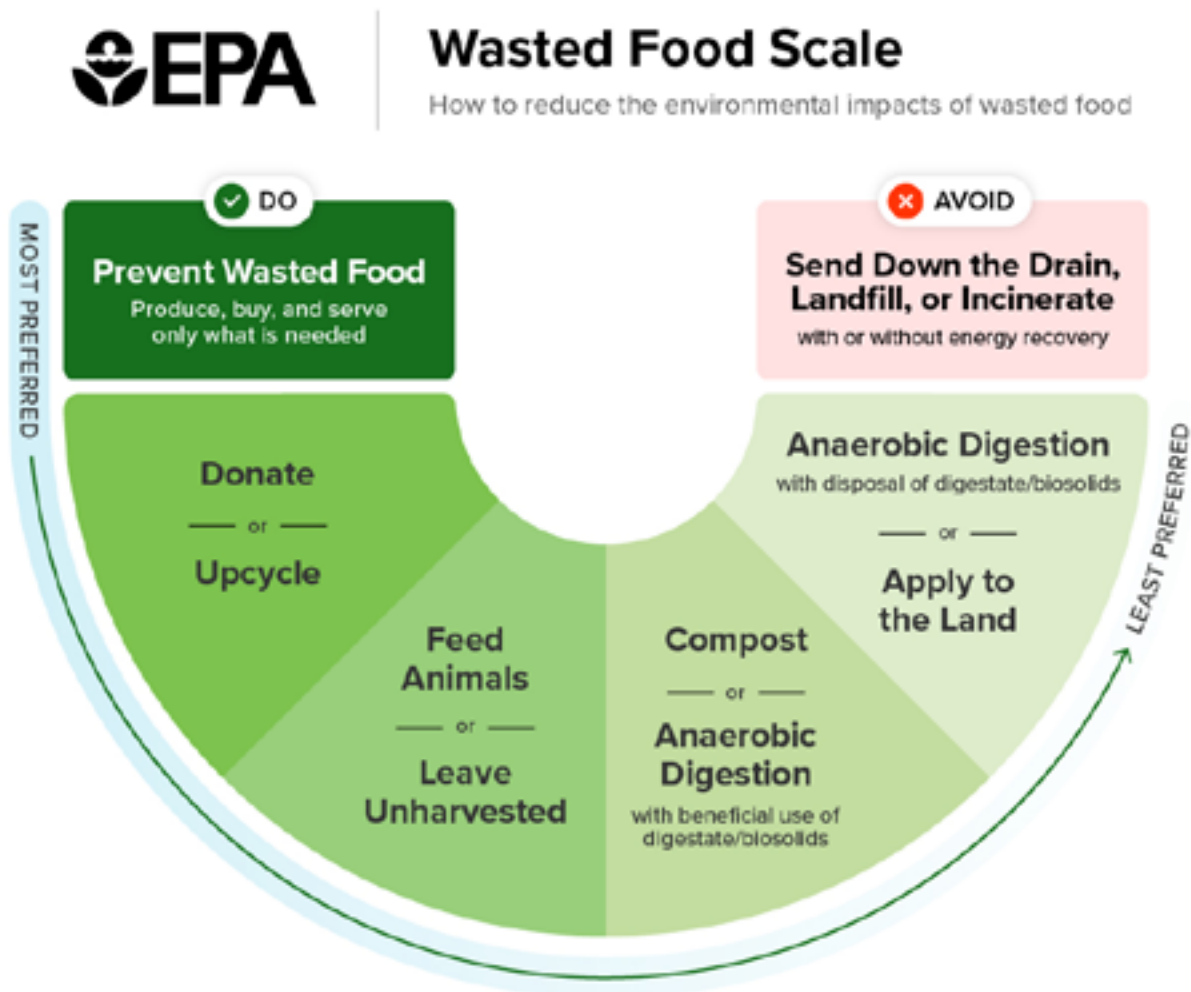 EPA
Wasted Food Scale
How to reduce the environmental impacts of wasted food
DO
Prevent Wasted Food
Produce, buy, and serve
only what is needed
AVOID
Send Down the Drain,
Landfill, or Incinerate
with or without energy recovery
MOST PREFERRED
Donate
or
Upcycle
Feed
Animals
or
Leave
Unharvested
Compost
or
Anaerobic
Digestion
with beneficial use of
digestate/biosolids
Anaerobic Digestion
with disposal of digestate/biosolids
or
Apply to
the Land
LEAST PREFERRED